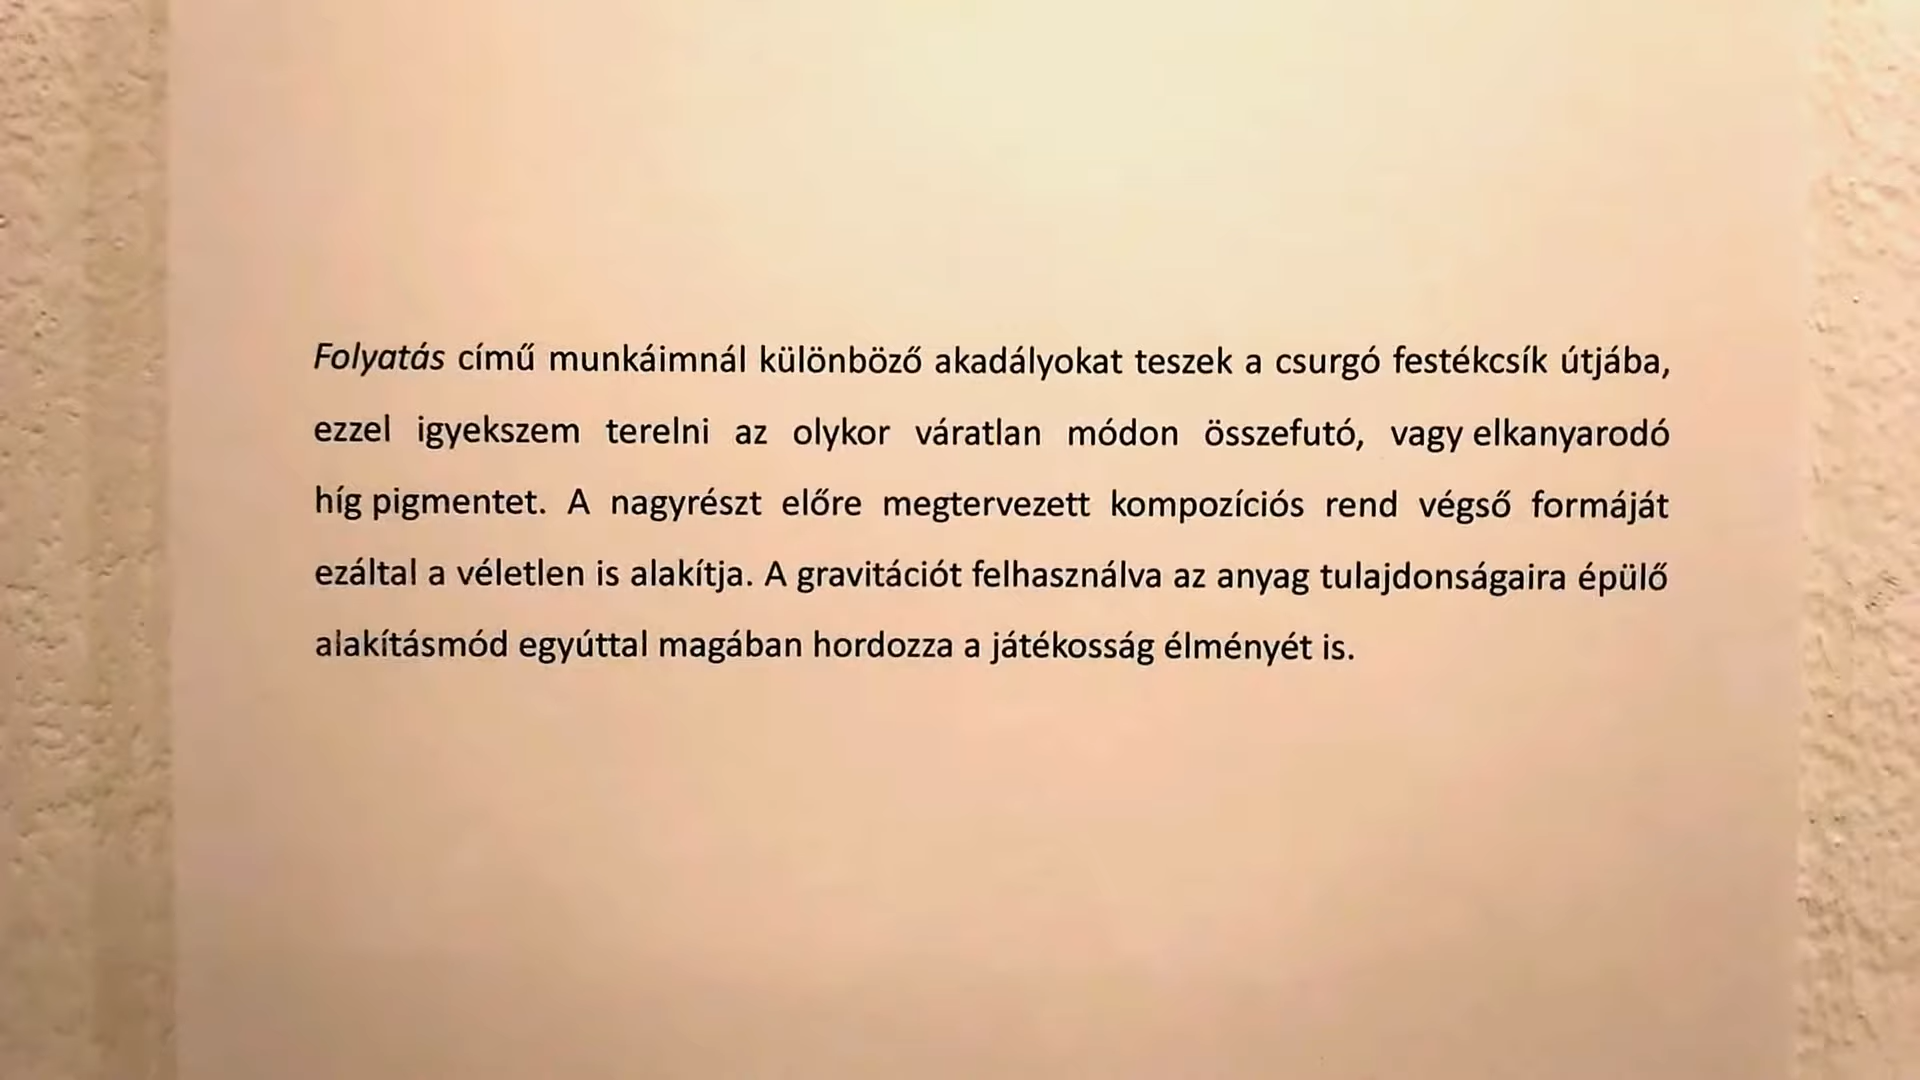 Folyatás című munkáimnál különböző akadályokat teszek a csurgó festékcsík útjába,
ezzel igyekszem terelni az olykor váratlan módon összefutó, vagy elkanyarodó
híg pigmentet. A nagyrészt előre megtervezett kompozíciós rend végső formáját
ezáltal a véletlen is alakítja. A gravitációt felhasználva az anyag tulajdonságaira épülő
alakításmód egyúttal magában hordozza a játékosság élményét is.